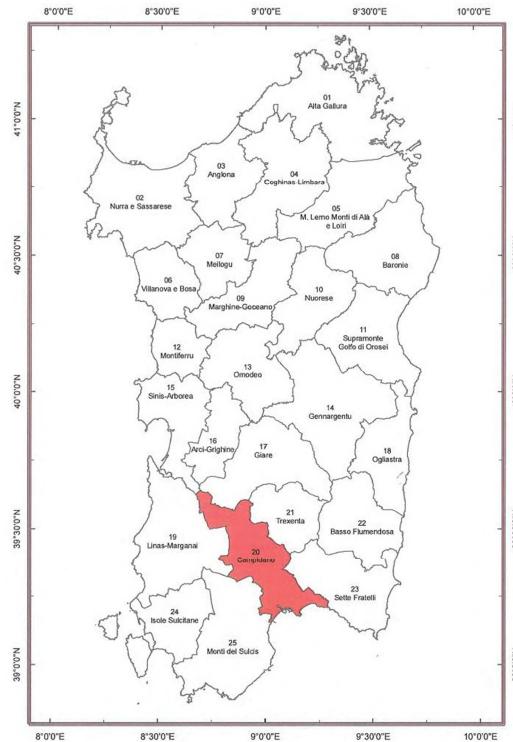 8°0'0"E 8°30'0"E 9°0'0"E 9°30'0"E 10°0'0"E
01
Alta Gallura
41°0'0"N
03
Anglona
04
Coghinas-Limbara
02
Nurra e Sassarese
05
M. Lerno Monti di Alà
e Loiri
40°30'0"N
07
Meilogu
08
Baronie
06
Villanova e Bosa
10
Nuorese
09
Marghine-Goceano
11
Supramonte
Golfo di Orosei
12
Montiferru
13
Omodeo
40°0'0"N
15
Sinis-Arborea
14
Gennargentu
16
Arci-Grighine
17
Giare
18
Ogliastra
39°30'0"N
21
Trexenta
22
Basso Flumendosa
19
Linas-Marganai
20
Campidano
23
Sette Fratelli
24
Isole Sulcitane
25
Monti del Sulcis
39°0'0"N
8°0'0"E 8°30'0"E 9°0'0"E 9°30'0"E 10°0'0"E